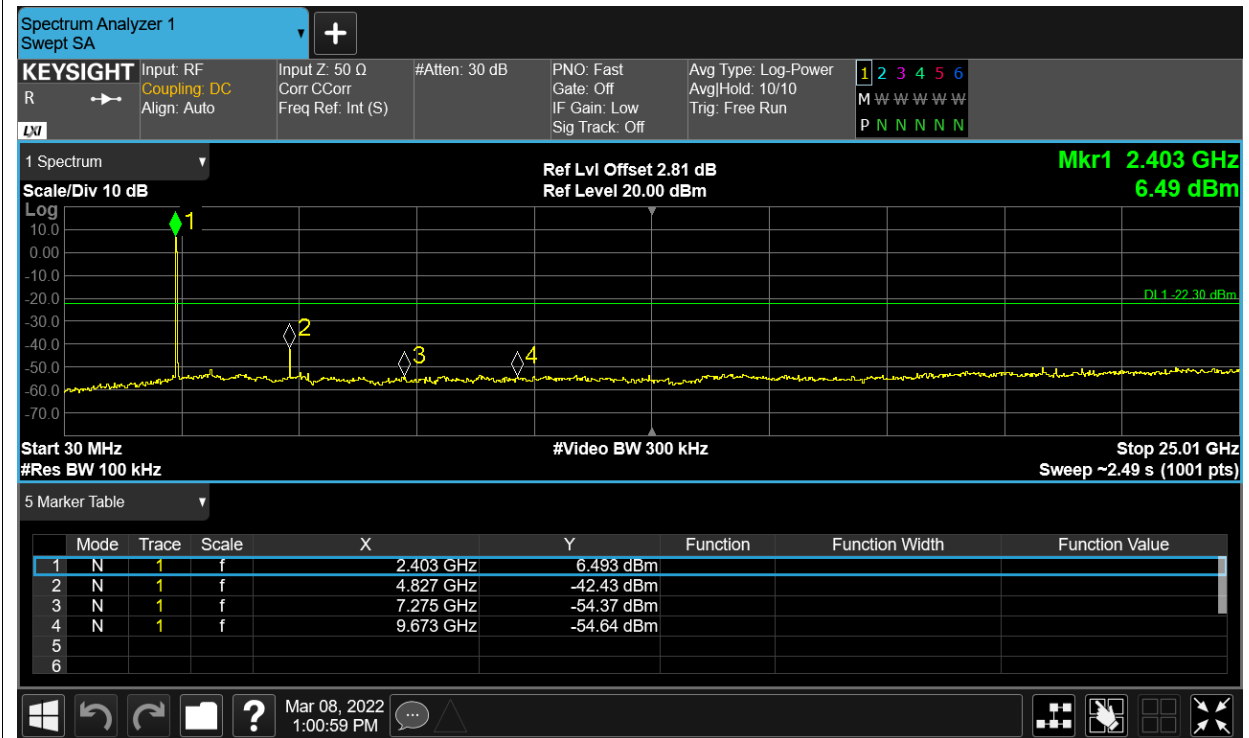 Spectrum Analyzer 1
Swept SA
KEYSIGHT
R
LXI
Input: RF
Coupling: DC
Align: Auto
Input Z: 50 Ω
Corr CCorr
Freq Ref: Int (S)
#Atten: 30 dB
PNO: Fast
Gate: Off
IF Gain: Low
Sig Track: Off
Avg Type: Log-Power
Avg|Hold: 10/10
Trig: Free Run
1 2 3 4 5 6
M W W W W W
P N N N N N
1 Spectrum
Scale/Div 10 dB
Ref Lvl Offset 2.81 dB
Ref Level 20.00 dBm
Mkr1 2.403 GHz
6.49 dBm
Log
10.0
0.00
-10.0
-20.0
-30.0
-40.0
-50.0
-60.0
-70.0
1
2
3
4
DL1 -22.30 dBm
Start 30 MHz
#Res BW 100 kHz
#Video BW 300 kHz
Stop 25.01 GHz
Sweep ~2.49 s (1001 pts)
5 Marker Table
Mode Trace Scale X Y Function Function Width Function Value
1 N 1 f 2.403 GHz 6.493 dBm
2 N 1 f 4.827 GHz -42.43 dBm
3 N 1 f 7.275 GHz -54.37 dBm
4 N 1 f 9.673 GHz -54.64 dBm
5
6
?
Mar 08, 2022
1:00:59 PM